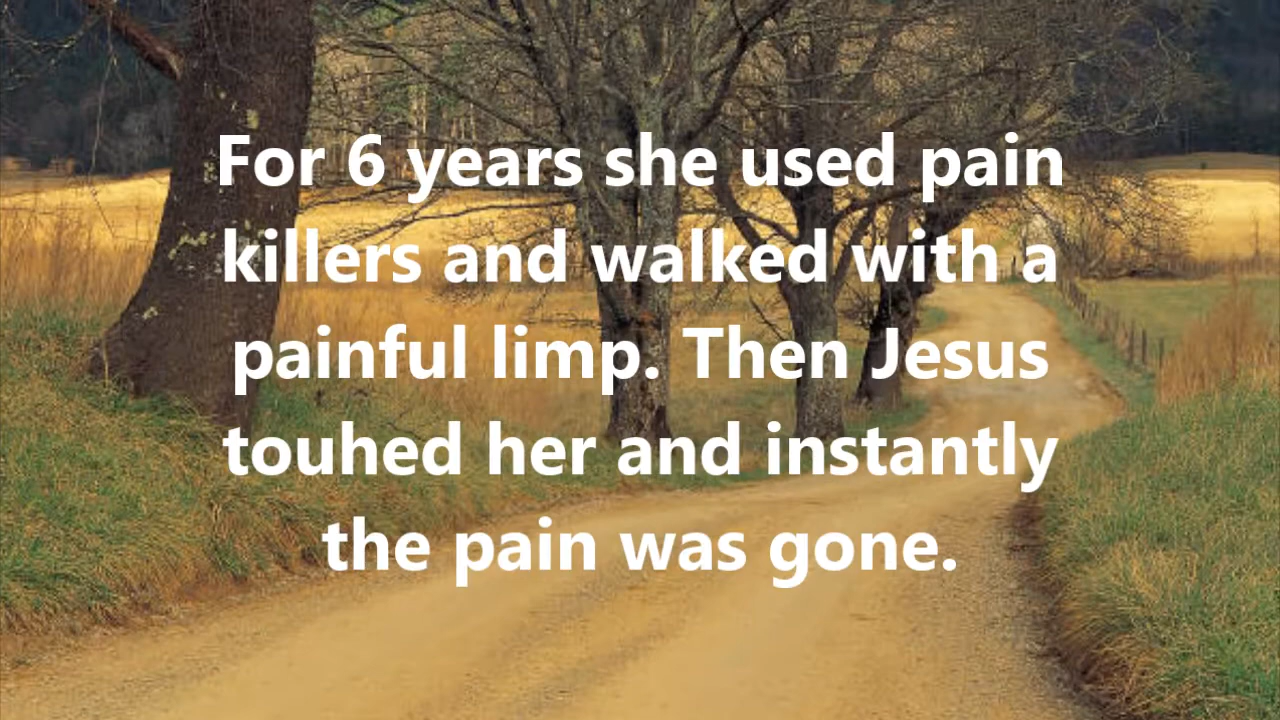 For 6 years she used pain
killers and walked with a
painful limp. Then Jesus
touhed her and instantly
the pain was gone.